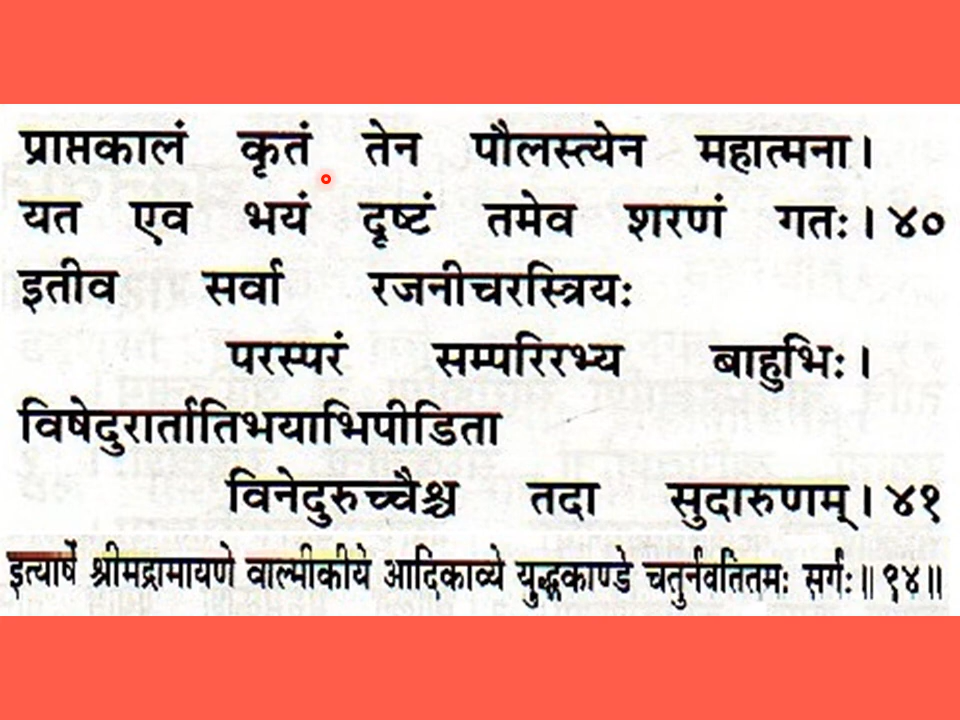 प्राप्तकालं कृतं तेन पौलस्त्येन महात्मना।
यत एव भयं दृष्टं तमेव शरणं गतः। ४०
इतीव सर्वा रजनीचरस्त्रियः
परस्परं सम्परिरभ्य बाहुभिः।
विषेदुरार्तातिभयाभिपीडिता
विनेदुरुच्चैश्च तदा सुदारुणम्। ४१
इत्यार्षे श्रीमद्रामायणे वाल्मीकीये आदिकाव्ये युद्धकाण्डे चतुर्नवतितमः सर्गः॥ ९४॥